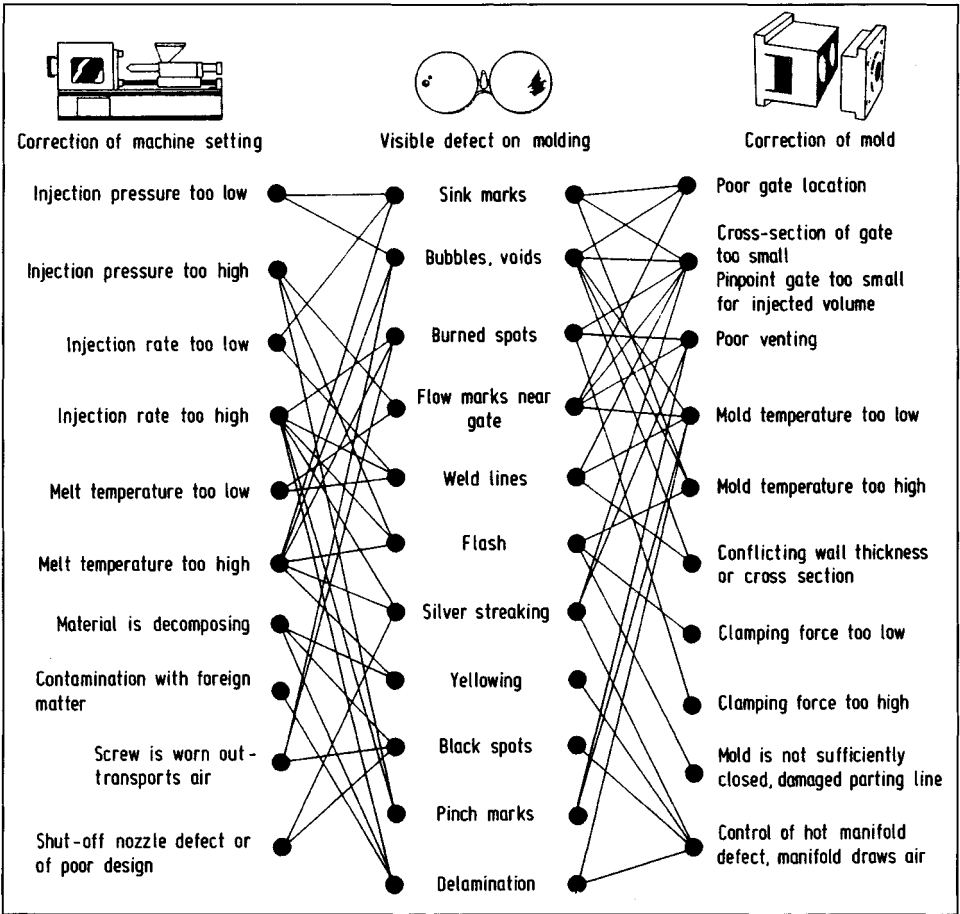 Correction of machine setting
Visible defect on molding
Correction of mold
Injection pressure too low
Injection pressure too high
Injection rate too low
Injection rate too high
Melt temperature too low
Melt temperature too high
Material is decomposing
Contamination with foreign
matter
Screw is worn out-
transports air
Shut-off nozzle defect or
of poor design
Sink marks
Bubbles, voids
Burned spots
Flow marks near
gate
Weld lines
Flash
Silver streaking
Yellowing
Black spots
Pinch marks
Delamination
Poor gate location
Cross-section of gate
too small
Pinpoint gate too small
for injected volume
Poor venting
Mold temperature too low
Mold temperature too high
Conflicting wall thickness
or cross section
Clamping force too low
Clamping force too high
Mold is not sufficiently
closed, damaged parting line
Control of hot manifold
defect, manifold draws air